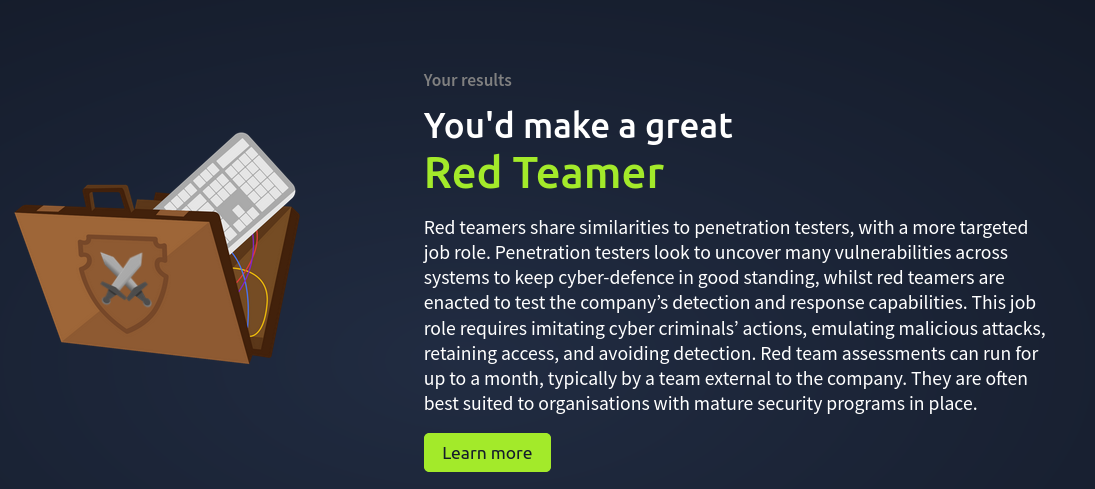 Your results
You'd make a great
Red Teamer
Red teamers share similarities to penetration testers, with a more targeted
job role. Penetration testers look to uncover many vulnerabilities across
systems to keep cyber-defence in good standing, whilst red teamers are
enacted to test the company’s detection and response capabilities. This job
role requires imitating cyber criminals’ actions, emulating malicious attacks,
retaining access, and avoiding detection. Red team assessments can run for
up to a month, typically by a team external to the company. They are often
best suited to organisations with mature security programs in place.
Learn more